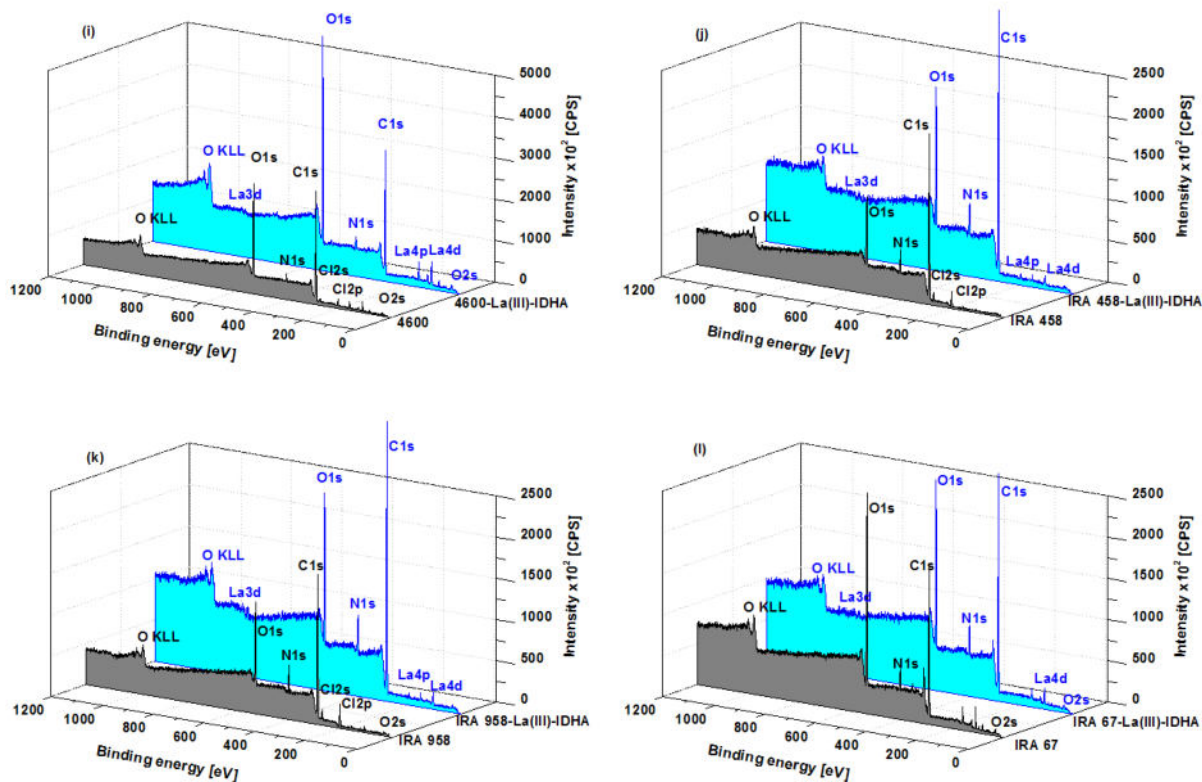 (i)
O1s
C1s
O KLL
La3d
O1s
C1s
N1s
La4p
La4d
O2s
O KLL
N1s
Cl2s
Cl2p
O2s
5000
4000
3000
2000
1000
0
Intensity x 10² [CPS]
1200
1000
800
600
400
200
0
Binding energy [eV]
4600
4600-La(III)-IDHA
(j)
C1s
O1s
C1s
O KLL
La3d
O1s
N1s
La4p
La4d
O KLL
N1s
Cl2s
Cl2p
2500
2000
1500
1000
500
0
Intensity x 10² [CPS]
1200
1000
800
600
400
200
0
Binding energy [eV]
IRA 458
IRA 458-La(III)-IDHA
(k)
C1s
O1s
O KLL
La3d
C1s
N1s
O1s
La4p
La4d
O KLL
N1s
Cl2s
Cl2p
O2s
2500
2000
1500
1000
500
0
Intensity x 10² [CPS]
1200
1000
800
600
400
200
0
Binding energy [eV]
IRA 958
IRA 958-La(III)-IDHA
(l)
O1s
C1s
O1s
O KLL
La3d
C1s
N1s
La4d
O2s
O KLL
N1s
O2s
2500
2000
1500
1000
500
0
Intensity x 10² [CPS]
1200
1000
800
600
400
200
0
Binding energy [eV]
IRA 67
IRA 67-La(III)-IDHA